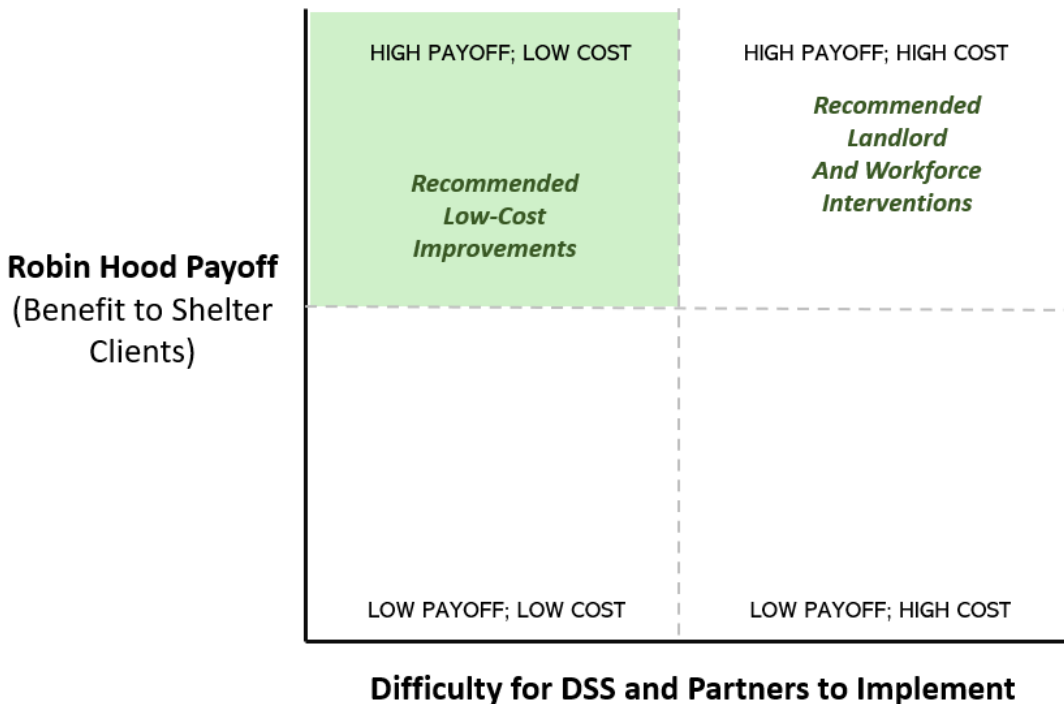 HIGH PAYOFF; LOW COST
HIGH PAYOFF; HIGH COST
Recommended
Low-Cost
Improvements
Recommended
Landlord
And Workforce
Interventions
Robin Hood Payoff
(Benefit to Shelter
Clients)
LOW PAYOFF; LOW COST
LOW PAYOFF; HIGH COST
Difficulty for DSS and Partners to Implement